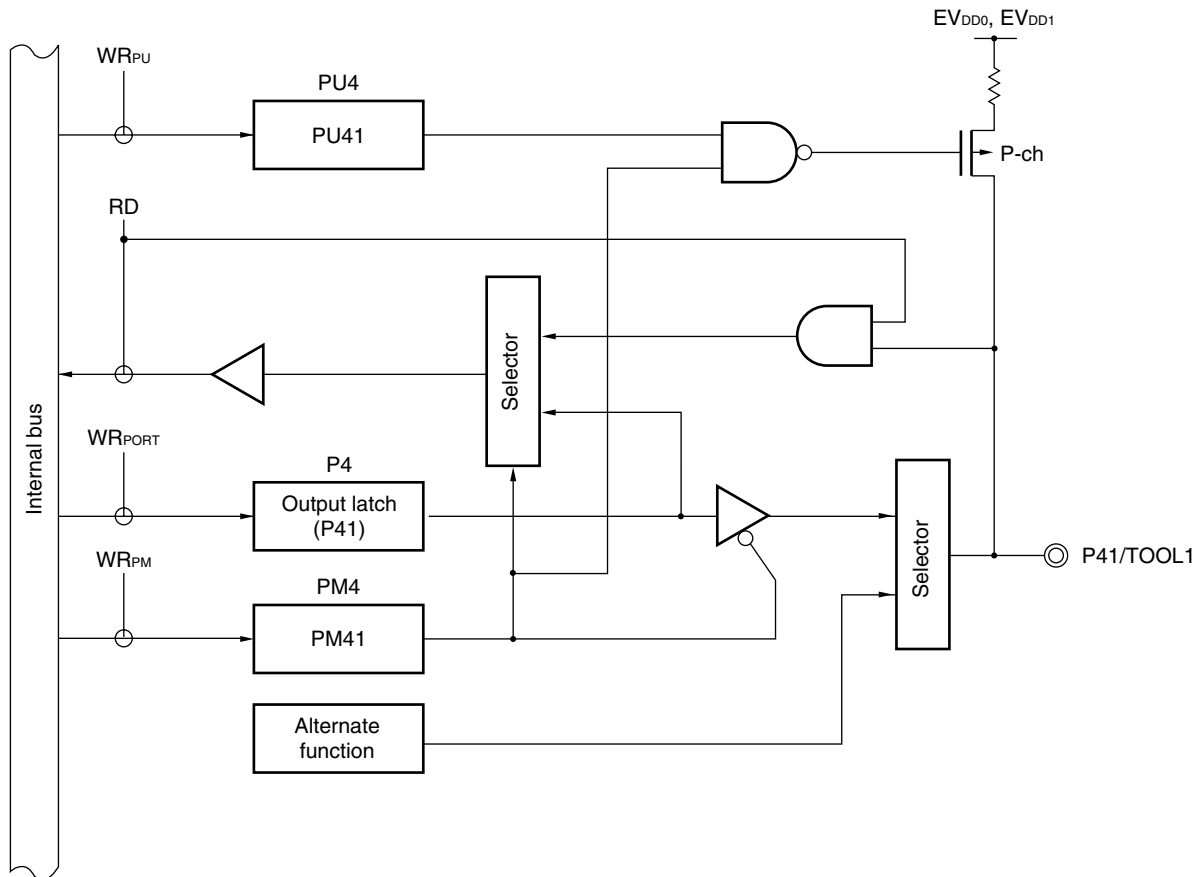 EVDD0, EVDD1
WRPU
PU4
PU41
P-ch
RD
Selector
Internal bus
WRPORT
P4
Output latch
(P41)
WRPM
PM4
PM41
Selector
P41/TOOL1
Alternate
function